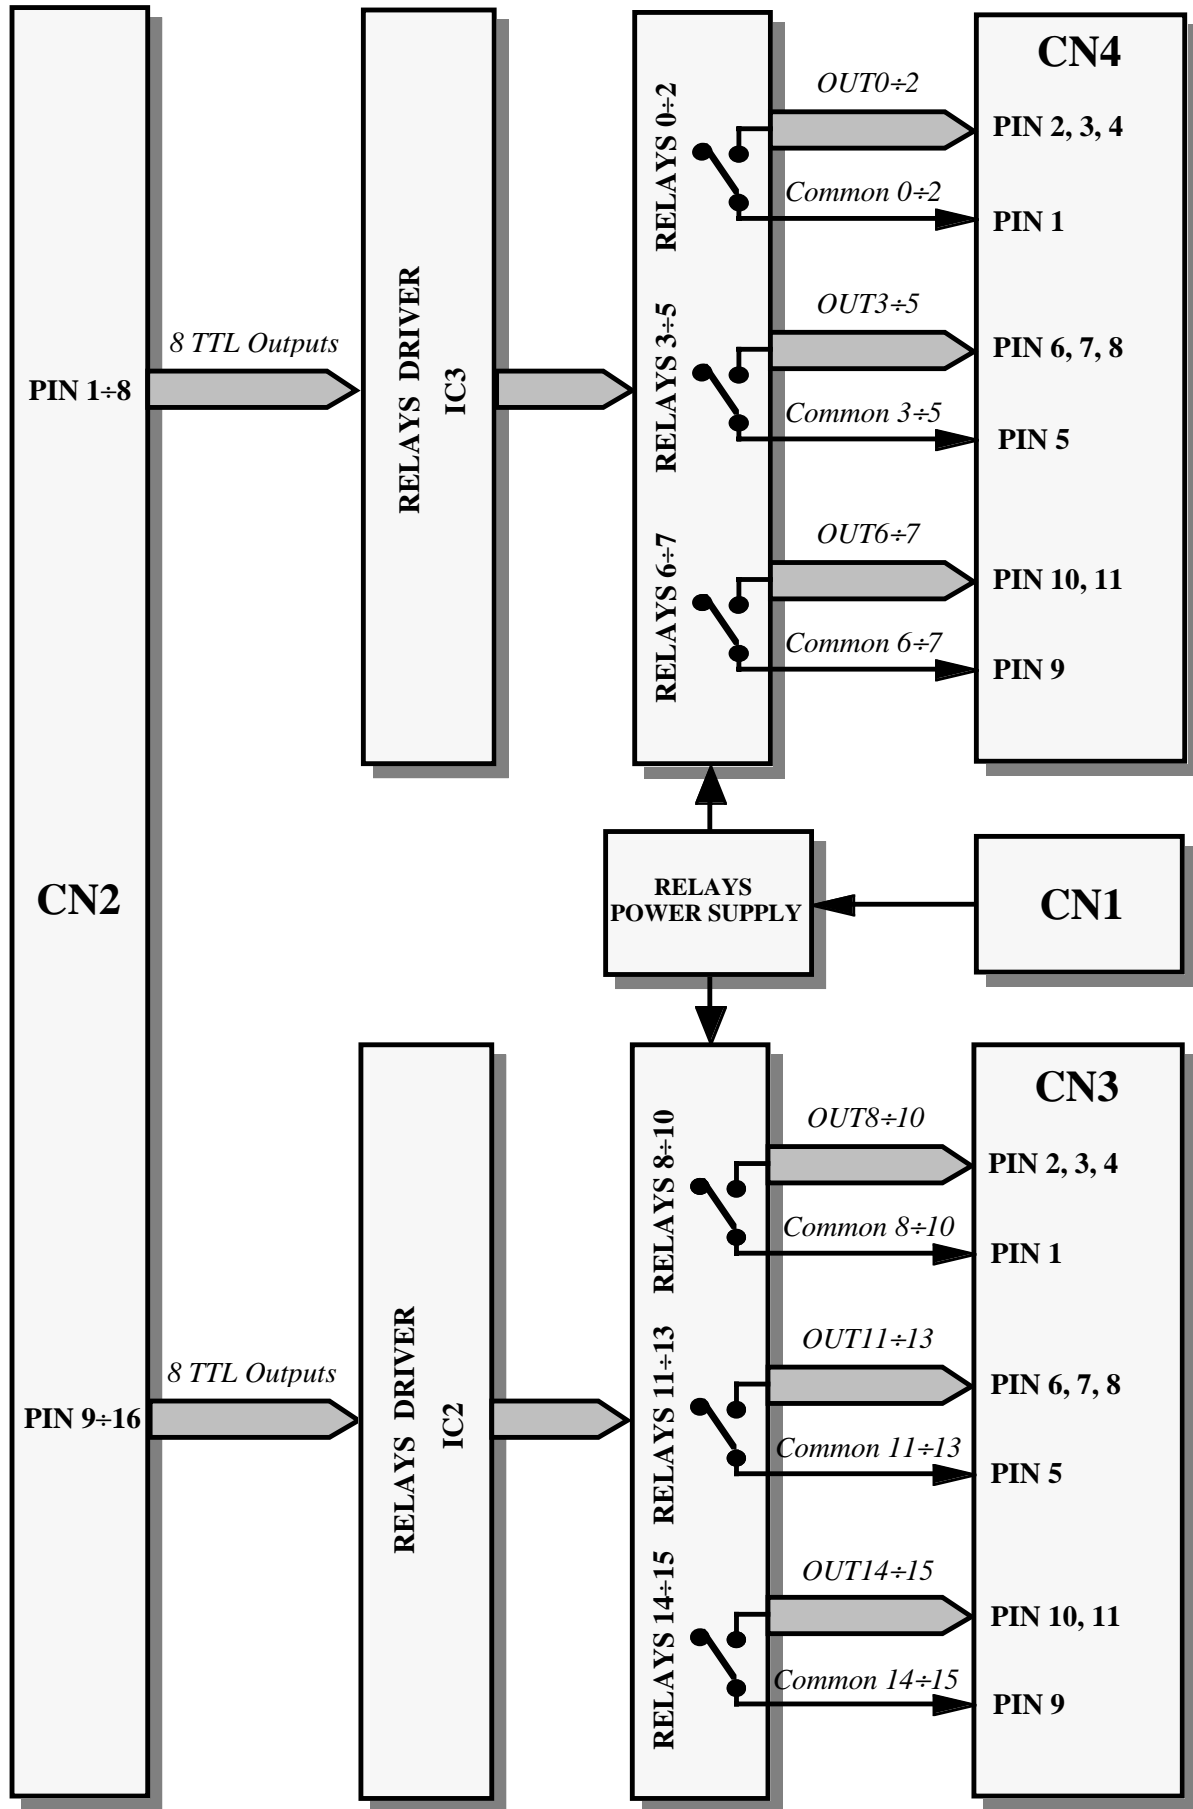 CN2
PIN 1÷8
8 TTL Outputs
RELAYS DRIVER
IC3
RELAYS 0÷2
RELAYS 3÷5
RELAYS 6÷7
OUT0÷2
Common 0÷2
OUT3÷5
Common 3÷5
OUT6÷7
Common 6÷7
CN4
PIN 2, 3, 4
PIN 1
PIN 6, 7, 8
PIN 5
PIN 10, 11
PIN 9
RELAYS
POWER SUPPLY
CN1
PIN 9÷16
8 TTL Outputs
RELAYS DRIVER
IC2
RELAYS 8÷10
RELAYS 11÷13
RELAYS 14÷15
OUT8÷10
Common 8÷10
OUT11÷13
Common 11÷13
OUT14÷15
Common 14÷15
CN3
PIN 2, 3, 4
PIN 1
PIN 6, 7, 8
PIN 5
PIN 10, 11
PIN 9